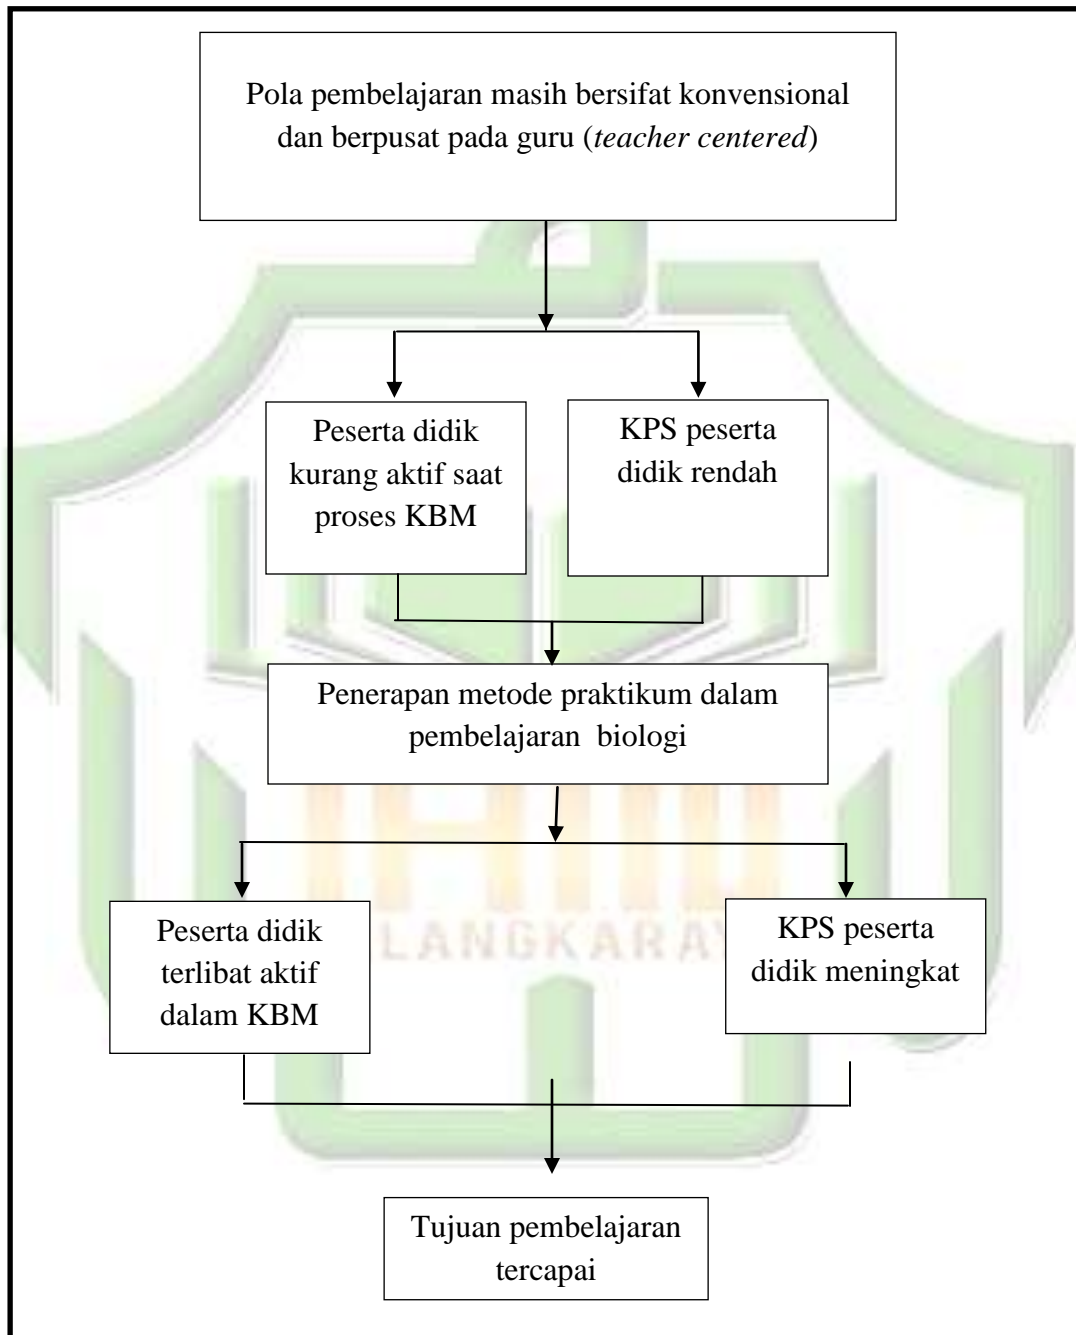 Pola pembelajaran masih bersifat konvensional
dan berpusat pada guru (teacher centered)
Peserta didik
kurang aktif saat
proses KBM
KPS peserta
didik rendah
Penerapan metode praktikum dalam
pembelajaran biologi
Peserta didik
terlibat aktif
dalam KBM
KPS peserta
didik meningkat
Tujuan pembelajaran
tercapai